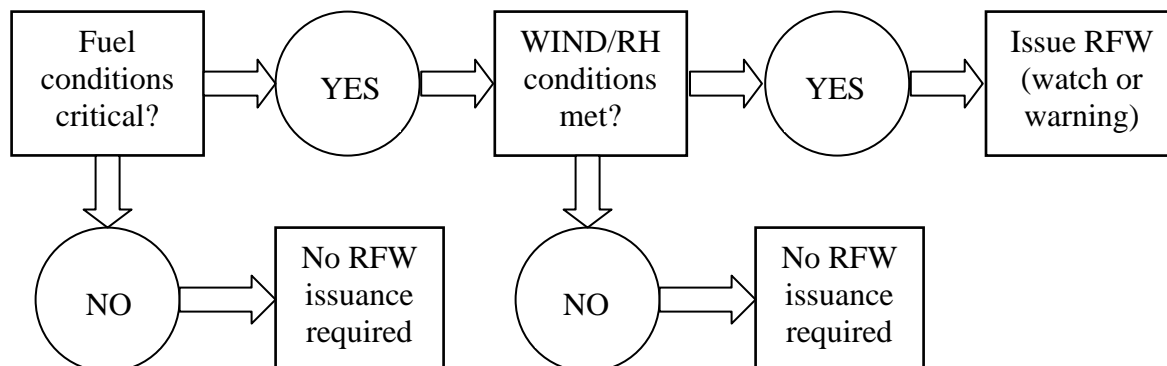 Fuel
conditions
critical?
YES
WIND/RH
conditions
met?
YES
Issue RFW
(watch or
warning)
NO
No RFW
issuance
required
NO
No RFW
issuance
required